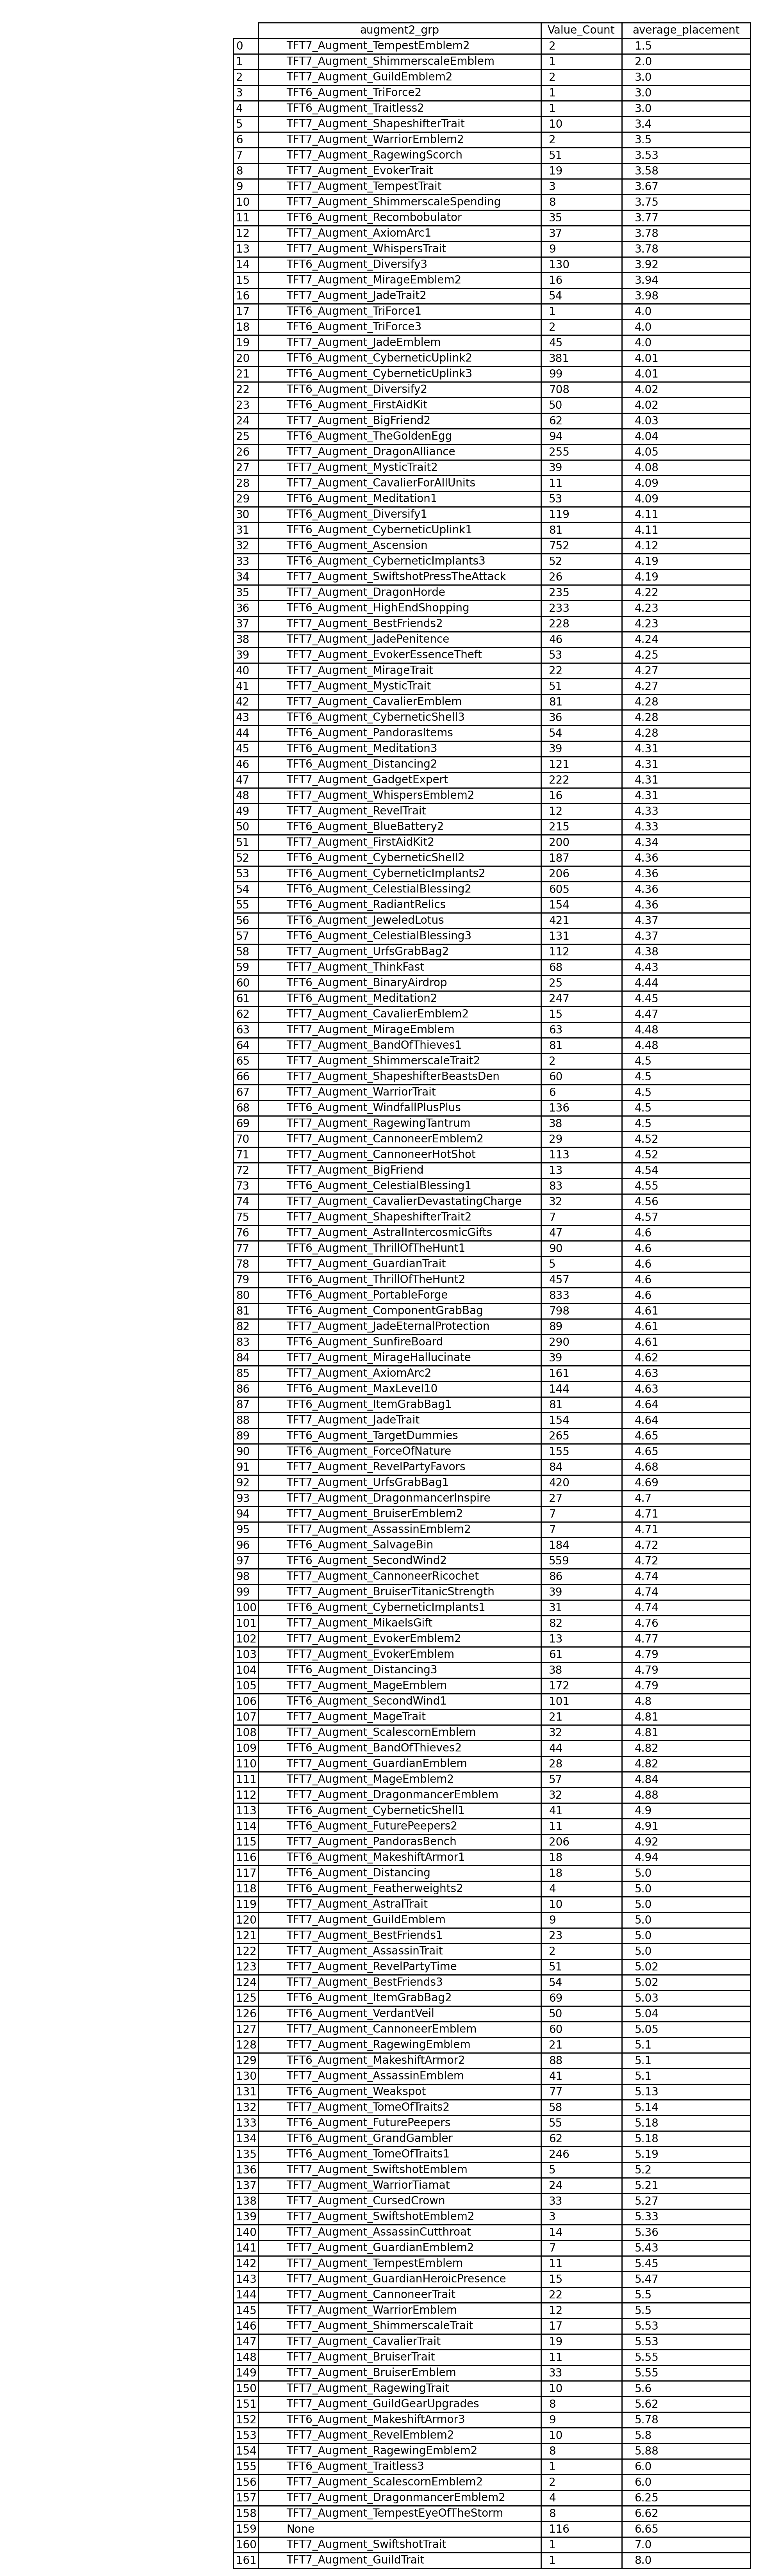 augment2_grp Value_Count average_placement
0 TFT7_Augment_TempestEmblem2 2 1.5
1 TFT7_Augment_ShimmerscaleEmblem 1 2.0
2 TFT7_Augment_GuildEmblem2 2 3.0
3 TFT6_Augment_TriForce2 1 3.0
4 TFT6_Augment_Traitless2 1 3.0
5 TFT7_Augment_ShapeshifterTrait 10 3.4
6 TFT7_Augment_WarriorEmblem2 2 3.5
7 TFT7_Augment_RagewingScorch 51 3.53
8 TFT7_Augment_EvokerTrait 19 3.58
9 TFT7_Augment_TempestTrait 3 3.67
10 TFT7_Augment_ShimmerscaleSpending 8 3.75
11 TFT6_Augment_Recombobulator 35 3.77
12 TFT7_Augment_AxiomArc1 37 3.78
13 TFT7_Augment_WhispersTrait 9 3.78
14 TFT6_Augment_Diversify3 130 3.92
15 TFT7_Augment_MirageEmblem2 16 3.94
16 TFT7_Augment_JadeTrait2 54 3.98
17 TFT6_Augment_TriForce1 1 4.0
18 TFT6_Augment_TriForce3 2 4.0
19 TFT7_Augment_JadeEmblem 45 4.0
20 TFT6_Augment_CyberneticUplink2 381 4.01
21 TFT6_Augment_CyberneticUplink3 99 4.01
22 TFT6_Augment_Diversify2 708 4.02
23 TFT6_Augment_FirstAidKit 50 4.02
24 TFT7_Augment_BigFriend2 62 4.03
25 TFT6_Augment_TheGoldenEgg 94 4.04
26 TFT7_Augment_DragonAlliance 255 4.05
27 TFT7_Augment_MysticTrait2 39 4.08
28 TFT7_Augment_CavalierForAllUnits 11 4.09
29 TFT6_Augment_Meditation1 53 4.09
30 TFT6_Augment_Diversify1 119 4.11
31 TFT6_Augment_CyberneticUplink1 81 4.11
32 TFT6_Augment_Ascension 752 4.12
33 TFT6_Augment_CyberneticImplants3 52 4.19
34 TFT7_Augment_SwiftshotPressTheAttack 26 4.19
35 TFT7_Augment_DragonHorde 235 4.22
36 TFT6_Augment_HighEndShopping 233 4.23
37 TFT7_Augment_BestFriends2 228 4.23
38 TFT7_Augment_JadePenitence 46 4.24
39 TFT7_Augment_EvokerEssenceTheft 53 4.25
40 TFT7_Augment_MirageTrait 22 4.27
41 TFT7_Augment_MysticTrait 51 4.27
42 TFT7_Augment_CavalierEmblem 81 4.28
43 TFT6_Augment_CyberneticShell3 36 4.28
44 TFT6_Augment_PandorasItems 54 4.28
45 TFT6_Augment_Meditation3 39 4.31
46 TFT6_Augment_Distancing2 121 4.31
47 TFT7_Augment_GadgetExpert 222 4.31
48 TFT7_Augment_WhispersEmblem2 16 4.31
49 TFT7_Augment_RevelTrait 12 4.33
50 TFT6_Augment_BlueBattery2 215 4.33
51 TFT7_Augment_FirstAidKit2 200 4.34
52 TFT6_Augment_CyberneticShell2 187 4.36
53 TFT6_Augment_CyberneticImplants2 206 4.36
54 TFT6_Augment_CelestialBlessing2 605 4.36
55 TFT6_Augment_RadiantRelics 154 4.36
56 TFT6_Augment_JeweledLotus 421 4.37
57 TFT6_Augment_CelestialBlessing3 131 4.37
58 TFT7_Augment_UrfsGrabBag2 112 4.38
59 TFT7_Augment_ThinkFast 68 4.43
60 TFT6_Augment_BinaryAirdrop 25 4.44
61 TFT6_Augment_Meditation2 247 4.45
62 TFT7_Augment_CavalierEmblem2 15 4.47
63 TFT7_Augment_MirageEmblem 63 4.48
64 TFT6_Augment_BandOfThieves1 81 4.48
65 TFT7_Augment_ShimmerscaleTrait2 2 4.5
66 TFT7_Augment_ShapeshifterBeastsDen 60 4.5
67 TFT7_Augment_WarriorTrait 6 4.5
68 TFT6_Augment_WindfallPlusPlus 136 4.5
69 TFT7_Augment_RagewingTantrum 38 4.5
70 TFT7_Augment_CannoneerEmblem2 29 4.52
71 TFT7_Augment_CannoneerHotShot 113 4.52
72 TFT7_Augment_BigFriend 13 4.54
73 TFT6_Augment_CelestialBlessing1 83 4.55
74 TFT7_Augment_CavalierDevastatingCharge 32 4.56
75 TFT7_Augment_ShapeshifterTrait2 7 4.57
76 TFT7_Augment_AstralIntercosmicGifts 47 4.6
77 TFT6_Augment_ThrillOfTheHunt1 90 4.6
78 TFT7_Augment_GuardianTrait 5 4.6
79 TFT6_Augment_ThrillOfTheHunt2 457 4.6
80 TFT6_Augment_PortableForge 833 4.6
81 TFT6_Augment_ComponentGrabBag 798 4.61
82 TFT7_Augment_JadeEternalProtection 89 4.61
83 TFT6_Augment_SunfireBoard 290 4.61
84 TFT7_Augment_MirageHallucinate 39 4.62
85 TFT7_Augment_AxiomArc2 161 4.63
86 TFT6_Augment_MaxLevel10 144 4.63
87 TFT6_Augment_ItemGrabBag1 81 4.64
88 TFT7_Augment_JadeTrait 154 4.64
89 TFT6_Augment_TargetDummies 265 4.65
90 TFT6_Augment_ForceOfNature 155 4.65
91 TFT7_Augment_RevelPartyFavors 84 4.68
92 TFT7_Augment_UrfsGrabBag1 420 4.69
93 TFT7_Augment_DragonmancerInspire 27 4.7
94 TFT7_Augment_BruiserEmblem2 7 4.71
95 TFT7_Augment_AssassinEmblem2 7 4.71
96 TFT6_Augment_SalvageBin 184 4.72
97 TFT6_Augment_SecondWind2 559 4.72
98 TFT7_Augment_CannoneerRicochet 86 4.74
99 TFT7_Augment_BruiserTitanicStrength 39 4.74
100 TFT6_Augment_CyberneticImplants1 31 4.74
101 TFT7_Augment_MikaelsGift 82 4.76
102 TFT7_Augment_EvokerEmblem2 13 4.77
103 TFT7_Augment_EvokerEmblem 61 4.79
104 TFT6_Augment_Distancing3 38 4.79
105 TFT7_Augment_MageEmblem 172 4.79
106 TFT6_Augment_SecondWind1 101 4.8
107 TFT7_Augment_MageTrait 21 4.81
108 TFT7_Augment_ScalescornEmblem 32 4.81
109 TFT6_Augment_BandOfThieves2 44 4.82
110 TFT7_Augment_GuardianEmblem 28 4.82
111 TFT7_Augment_MageEmblem2 57 4.84
112 TFT7_Augment_DragonmancerEmblem 32 4.88
113 TFT6_Augment_CyberneticShell1 41 4.9
114 TFT6_Augment_FuturePeepers2 11 4.91
115 TFT7_Augment_PandorasBench 206 4.92
116 TFT6_Augment_MakeshiftArmor1 18 4.94
117 TFT6_Augment_Distancing 18 5.0
118 TFT6_Augment_Featherweights2 4 5.0
119 TFT7_Augment_AstralTrait 10 5.0
120 TFT7_Augment_GuildEmblem 9 5.0
121 TFT7_Augment_BestFriends1 23 5.0
122 TFT7_Augment_AssassinTrait 2 5.0
123 TFT7_Augment_RevelPartyTime 51 5.02
124 TFT7_Augment_BestFriends3 54 5.02
125 TFT6_Augment_ItemGrabBag2 69 5.03
126 TFT6_Augment_VerdantVeil 50 5.04
127 TFT7_Augment_CannoneerEmblem 60 5.05
128 TFT7_Augment_RagewingEmblem 21 5.1
129 TFT6_Augment_MakeshiftArmor2 88 5.1
130 TFT7_Augment_AssassinEmblem 41 5.1
131 TFT6_Augment_Weakspot 77 5.13
132 TFT7_Augment_TomeOfTraits2 58 5.14
133 TFT6_Augment_FuturePeepers 55 5.18
134 TFT6_Augment_GrandGambler 62 5.18
135 TFT6_Augment_TomeOfTraits1 246 5.19
136 TFT7_Augment_SwiftshotEmblem 5 5.2
137 TFT7_Augment_WarriorTiamat 24 5.21
138 TFT7_Augment_CursedCrown 33 5.27
139 TFT7_Augment_SwiftshotEmblem2 3 5.33
140 TFT7_Augment_AssassinCutthroat 14 5.36
141 TFT7_Augment_GuardianEmblem2 7 5.43
142 TFT7_Augment_TempestEmblem 11 5.45
143 TFT7_Augment_GuardianHeroicPresence 15 5.47
144 TFT7_Augment_CannoneerTrait 22 5.5
145 TFT7_Augment_WarriorEmblem 12 5.5
146 TFT7_Augment_ShimmerscaleTrait 17 5.53
147 TFT7_Augment_CavalierTrait 19 5.53
148 TFT7_Augment_BruiserTrait 11 5.55
149 TFT7_Augment_BruiserEmblem 33 5.55
150 TFT7_Augment_RagewingTrait 10 5.6
151 TFT7_Augment_GuildGearUpgrades 8 5.62
152 TFT6_Augment_MakeshiftArmor3 9 5.78
153 TFT7_Augment_RevelEmblem2 10 5.8
154 TFT7_Augment_RagewingEmblem2 8 5.88
155 TFT6_Augment_Traitless3 1 6.0
156 TFT7_Augment_ScalescornEmblem2 2 6.0
157 TFT7_Augment_DragonmancerEmblem2 4 6.25
158 TFT7_Augment_TempestEyeOfTheStorm 8 6.62
159 None 116 6.65
160 TFT7_Augment_SwiftshotTrait 1 7.0
161 TFT7_Augment_GuildTrait 1 8.0